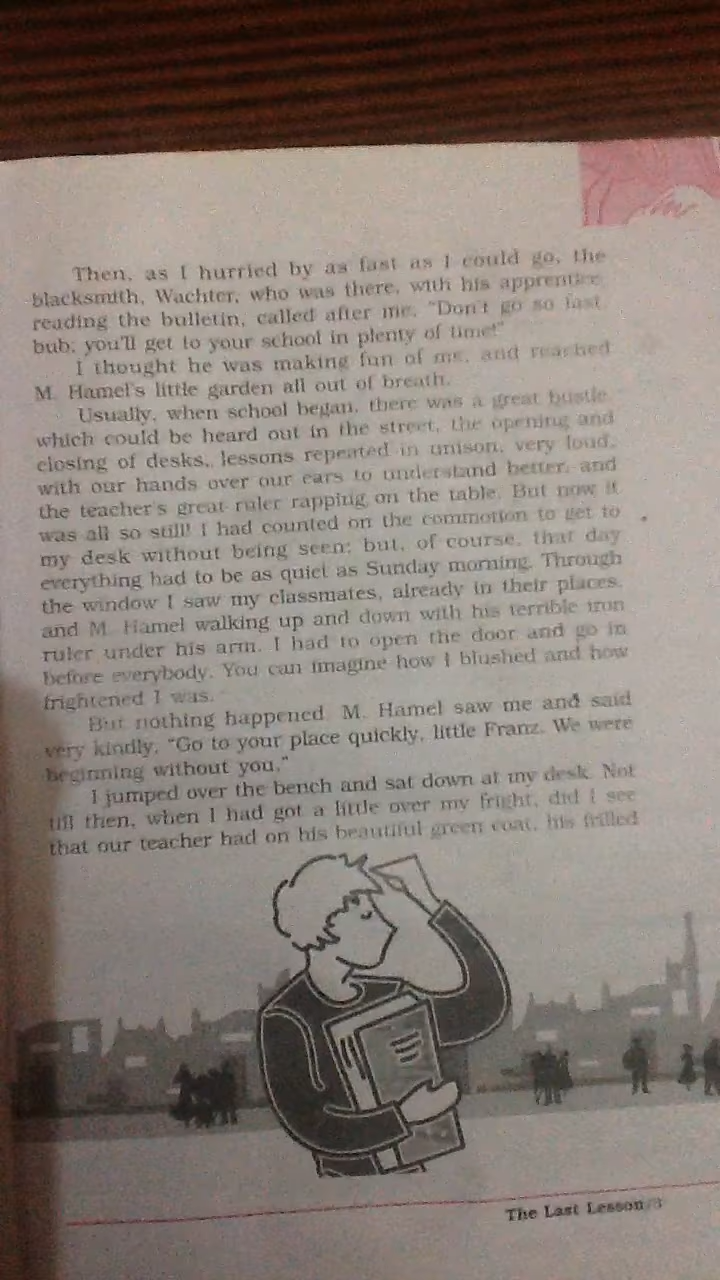 Then, as I hurried by as fast as I could go, the
blacksmith, Wachter, who was there, with his apprentice,
reading the bulletin, called after me, "Don't go so fast,
bub; you'll get to your school in plenty of time!"
I thought he was making fun of me, and reached
M. Hamel's little garden all out of breath.
Usually, when school began, there was a great bustle,
which could be heard out in the street, the opening and
closing of desks, lessons repeated in unison, very loud,
with our hands over our ears to understand better, and
the teacher's great ruler rapping on the table. But now it
was all so still! I had counted on the commotion to get to
my desk without being seen; but, of course, that day
everything had to be as quiet as Sunday morning. Through
the window I saw my classmates, already in their places,
and M. Hamel walking up and down with his terrible iron
ruler under his arm. I had to open the door and go in
before everybody. You can imagine how I blushed and how
frightened I was.
But nothing happened. M. Hamel saw me and said
very kindly, "Go to your place quickly, little Franz. We were
beginning without you."
I jumped over the bench and sat down at my desk. Not
till then, when I had got a little over my fright, did I see
that our teacher had on his beautiful green coat, his frilled
The Last Lesson/3